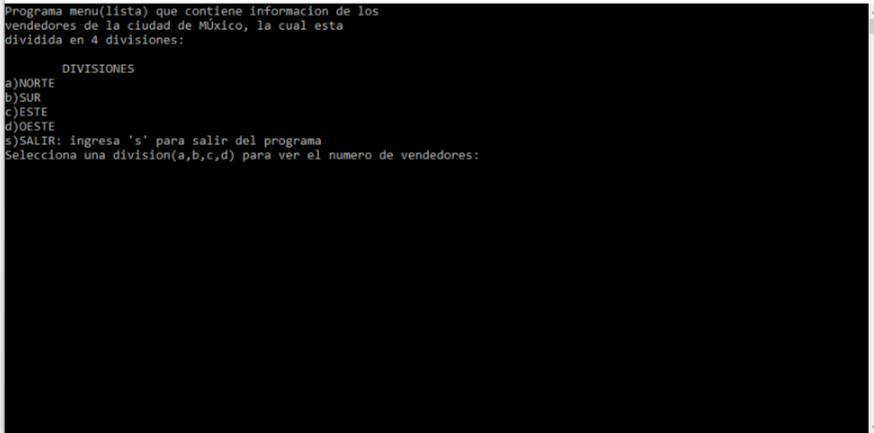 Programa menu(lista) que contiene informacion de los
vendedores de la ciudad de MÚxico, la cual esta
dividida en 4 divisiones:
DIVISIONES
a)NORTE
b)SUR
c)ESTE
d)OESTE
s)SALIR: ingresa 's' para salir del programa
Selecciona una division(a,b,c,d) para ver el numero de vendedores: